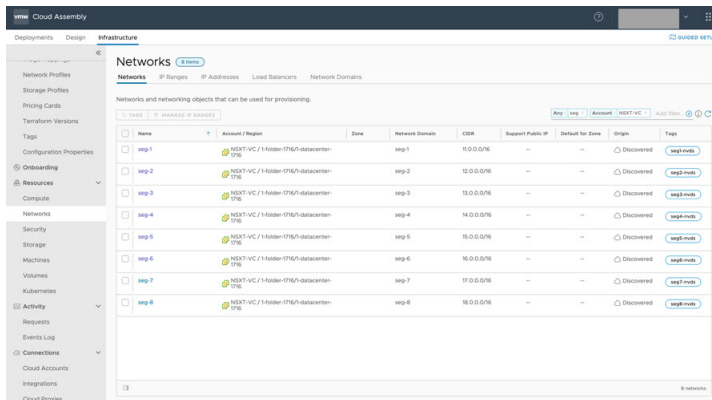 vmw Cloud Assembly
Deployments Design Infrastructure
GUIDED SETU
Network Profiles
Storage Profiles
Pricing Cards
Terraform Versions
Tags
Configuration Properties
Onboarding
Resources
Compute
Networks
Security
Storage
Machines
Volumes
Kubernetes
Activity
Requests
Events Log
Connections
Cloud Accounts
Integrations
Cloud Proxies
Networks 8 items
Networks IP Ranges IP Addresses Load Balancers Network Domains
Networks and networking objects that can be used for provisioning.
TAGS MANAGE IP RANGES
Any : seg Account : NSXT-VC Add filter...
Name Account / Region Zone Network Domain CIDR Support Public IP Default for Zone Origin Tags
seg-1 NSXT-VC / 1-folder-1716/1-datacenter-1716 seg-1 11.0.0.0/16 -- -- Discovered seg1-nvds
seg-2 NSXT-VC / 1-folder-1716/1-datacenter-1716 seg-2 12.0.0.0/16 -- -- Discovered seg2-nvds
seg-3 NSXT-VC / 1-folder-1716/1-datacenter-1716 seg-3 13.0.0.0/16 -- -- Discovered seg3-nvds
seg-4 NSXT-VC / 1-folder-1716/1-datacenter-1716 seg-4 14.0.0.0/16 -- -- Discovered seg4-nvds
seg-5 NSXT-VC / 1-folder-1716/1-datacenter-1716 seg-5 15.0.0.0/16 -- -- Discovered seg5-nvds
seg-6 NSXT-VC / 1-folder-1716/1-datacenter-1716 seg-6 16.0.0.0/16 -- -- Discovered seg6-nvds
seg-7 NSXT-VC / 1-folder-1716/1-datacenter-1716 seg-7 17.0.0.0/16 -- -- Discovered seg7-nvds
seg-8 NSXT-VC / 1-folder-1716/1-datacenter-1716 seg-8 18.0.0.0/16 -- -- Discovered seg8-nvds
8 networks